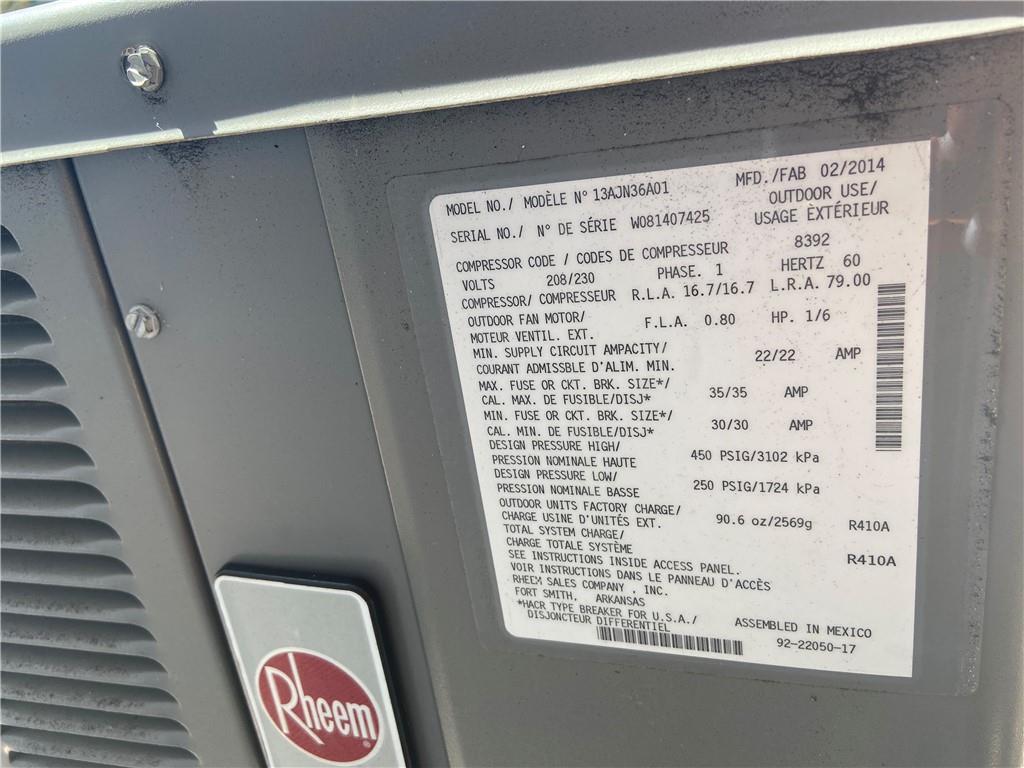 MODEL NO./ MODÈLE N° 13AJN36A01 MFD./FAB 02/2014
SERIAL NO./ N° DE SÉRIE W081407425 OUTDOOR USE/
USAGE ÈXTÉRIEUR
COMPRESSOR CODE / CODES DE COMPRESSEUR 8392
VOLTS 208/230 PHASE. 1 HERTZ 60
COMPRESSOR/ COMPRESSEUR R.L.A. 16.7/16.7 L.R.A. 79.00
OUTDOOR FAN MOTOR/
MOTEUR VENTIL. EXT. F.L.A. 0.80 HP. 1/6
MIN. SUPPLY CIRCUIT AMPACITY/
COURANT ADMISSBLE D'ALIM. MIN. 22/22 AMP
MAX. FUSE OR CKT. BRK. SIZE*/
CAL. MAX. DE FUSIBLE/DISJ* 35/35 AMP
MIN. FUSE OR CKT. BRK. SIZE*/
CAL. MIN. DE FUSIBLE/DISJ* 30/30 AMP
DESIGN PRESSURE HIGH/
PRESSION NOMINALE HAUTE 450 PSIG/3102 kPa
DESIGN PRESSURE LOW/
PRESSION NOMINALE BASSE 250 PSIG/1724 kPa
OUTDOOR UNITS FACTORY CHARGE/
CHARGE USINE D'UNITÉS EXT. 90.6 oz/2569g R410A
TOTAL SYSTEM CHARGE/
CHARGE TOTALE SYSTÈME R410A
SEE INSTRUCTIONS INSIDE ACCESS PANEL.
VOIR INSTRUCTIONS DANS LE PANNEAU D'ACCÈS
RHEEM SALES COMPANY , INC.
FORT SMITH, ARKANSAS
*HACR TYPE BREAKER FOR U.S.A./
DISJONCTEUR DIFFERENTIEL ASSEMBLED IN MEXICO
92-22050-17
Rheem®